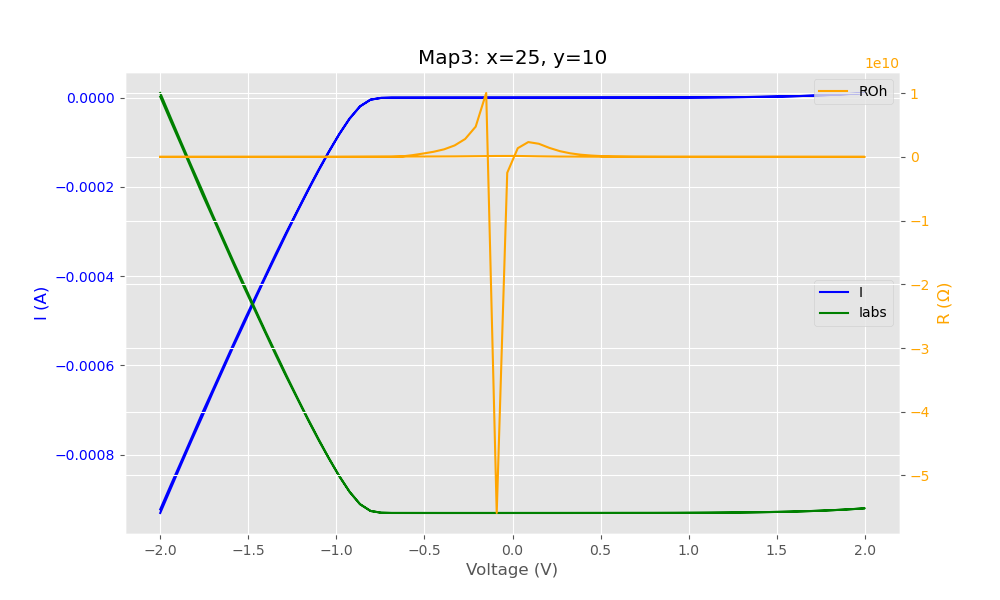 Map3: x=25, y=10
1e10
ROh
I
Iabs
I (A)
0.0000
−0.0002
−0.0004
−0.0006
−0.0008
R (Ω)
1
0
−1
−2
−3
−4
−5
−2.0 −1.5 −1.0 −0.5 0.0 0.5 1.0 1.5 2.0
Voltage (V)